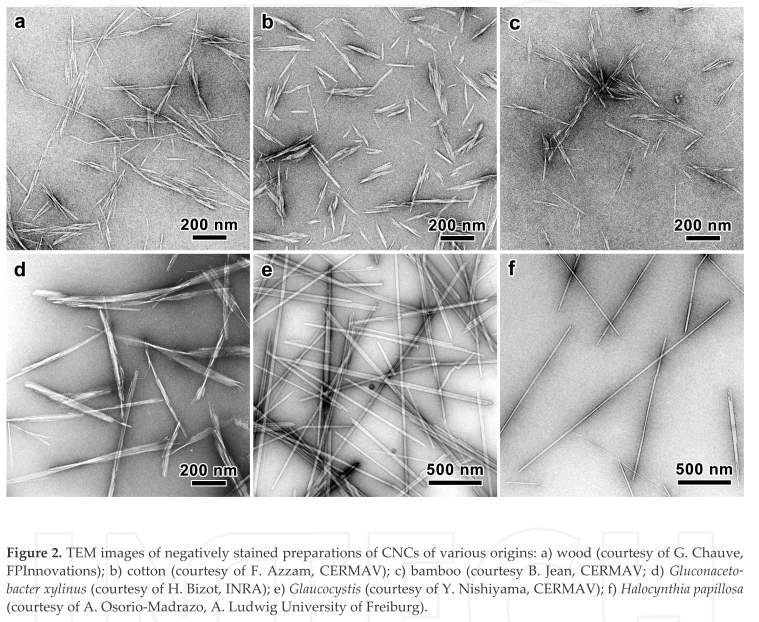 a
b
c
200 nm
200 nm
200 nm
d
e
f
200 nm
500 nm
500 nm
Figure 2. TEM images of negatively stained preparations of CNCs of various origins: a) wood (courtesy of G. Chauve,
FPInnovations); b) cotton (courtesy of F. Azzam, CERMAV); c) bamboo (courtesy B. Jean, CERMAV; d) Gluconaceto-
bacter xylinus (courtesy of H. Bizot, INRA); e) Glaucocystis (courtesy of Y. Nishiyama, CERMAV); f) Halocynthia papillosa
(courtesy of A. Osorio-Madrazo, A. Ludwig University of Freiburg).
INTECH